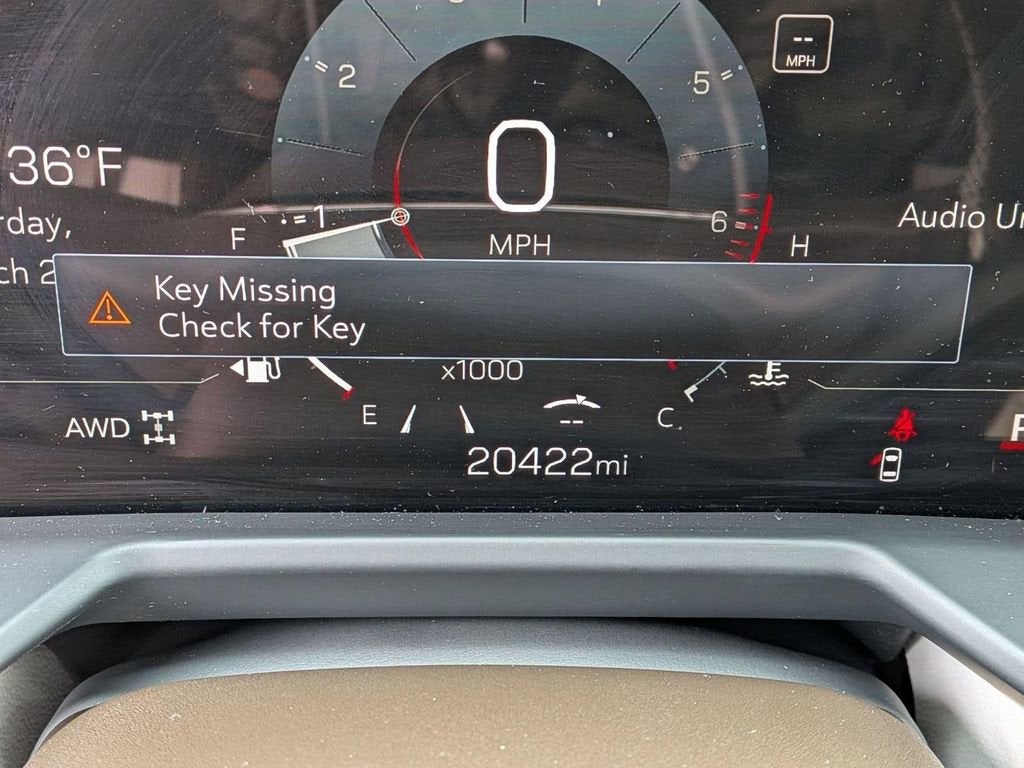 --
MPH
2
5
36°F
0
rday,
1
6
Audio Un
F
MPH
H
ch 2
Key Missing
Check for Key
x1000
E
--
C
AWD
20422mi